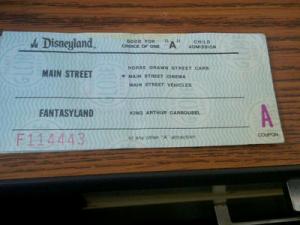 Disneyland
GOOD FOR "A" CHILD
CHOICE OF ONE ADMISSION
MAIN STREET
HORSE DRAWN STREET CARS
MAIN STREET CINEMA
MAIN STREET VEHICLES
FANTASYLAND
KING ARTHUR CARROUSEL
F114443
or any other "A" attraction
A
COUPON